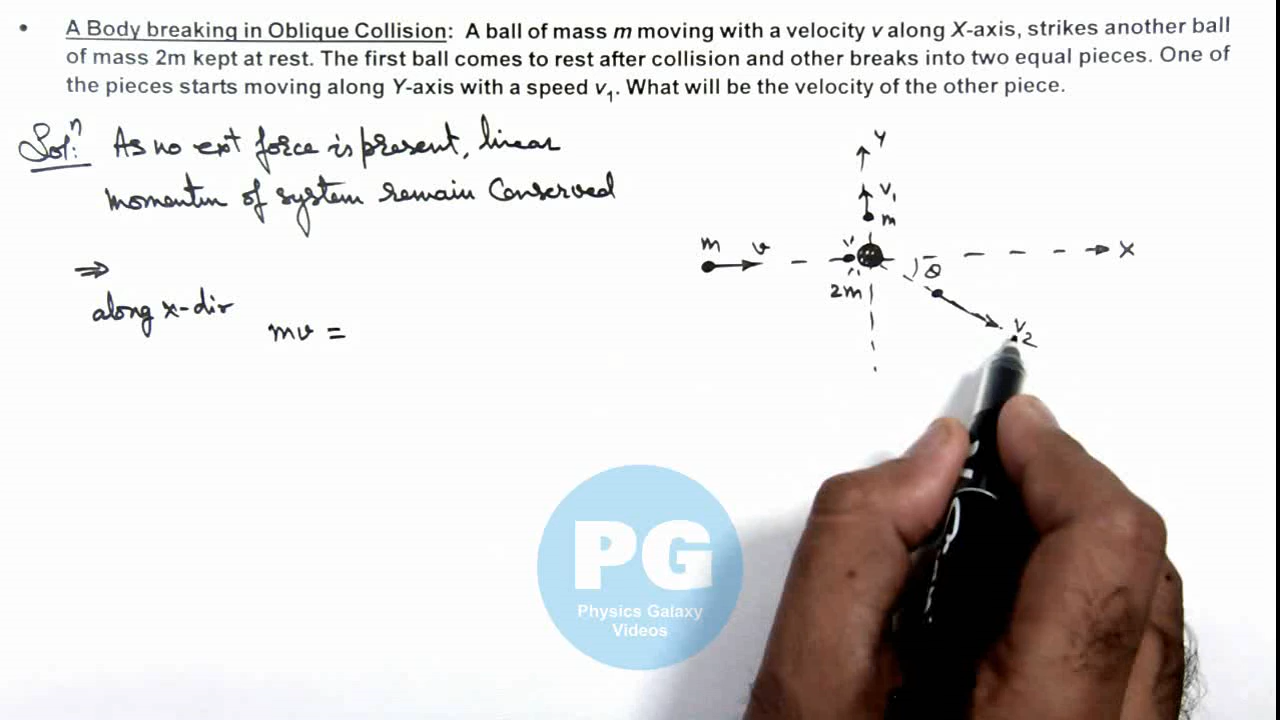 • A Body breaking in Oblique Collision: A ball of mass m moving with a velocity v along X-axis, strikes another ball
of mass 2m kept at rest. The first ball comes to rest after collision and other breaks into two equal pieces. One of
the pieces starts moving along Y-axis with a speed v₁. What will be the velocity of the other piece.
Solⁿ: As no ext force is present, linear
momentum of system remain Conserved
⇒
along x-dir
mv =
Y
v₁
m
m v
X
θ
2m
v₂
PG
Physics Galaxy
Videos